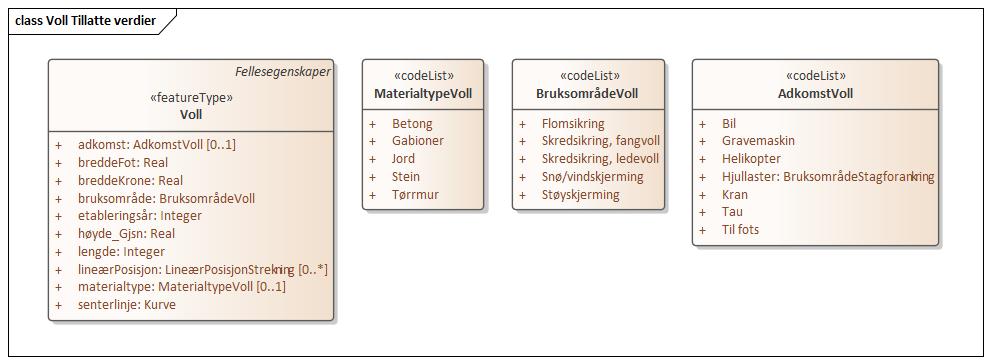 class Voll Tillatte verdier
Fellesegenskaper
«featureType»
Voll
+ adkomst: AdkomstVoll [0..1]
+ breddeFot: Real
+ breddeKrone: Real
+ bruksområde: BruksområdeVoll
+ etableringsår: Integer
+ høyde_Gjsn: Real
+ lengde: Integer
+ lineærPosisjon: LineærPosisjonStrekning [0..*]
+ materialtype: MaterialtypeVoll [0..1]
+ senterlinje: Kurve
«codeList»
MaterialtypeVoll
+ Betong
+ Gabioner
+ Jord
+ Stein
+ Tørrmur
«codeList»
BruksområdeVoll
+ Flomsikring
+ Skredsikring, fangvoll
+ Skredsikring, ledevoll
+ Snø/vindskjerming
+ Støyskjerming
«codeList»
AdkomstVoll
+ Bil
+ Gravemaskin
+ Helikopter
+ Hjullaster: BruksområdeStagforankring
+ Kran
+ Tau
+ Til fots